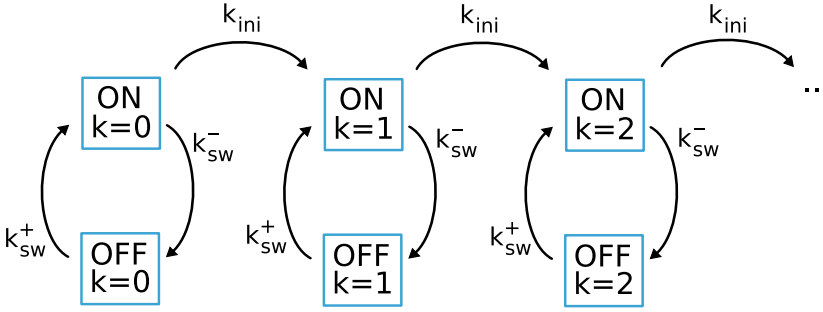 k_ini k_ini k_ini
ON ON ON
k=0 k=1 k=2
k_sw^− k_sw^− k_sw^−
..
k_sw^+ k_sw^+ k_sw^+
OFF OFF OFF
k=0 k=1 k=2